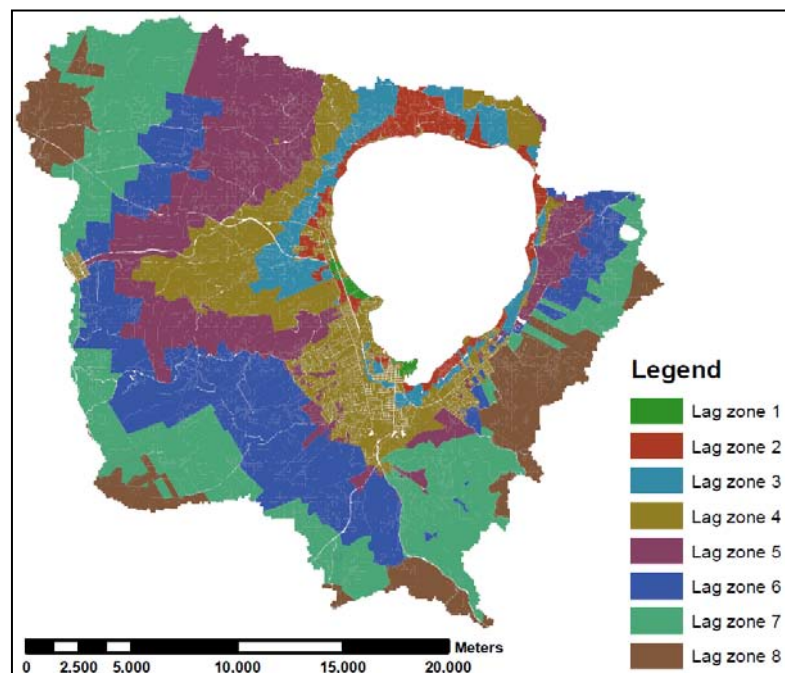 Legend
Lag zone 1
Lag zone 2
Lag zone 3
Lag zone 4
Lag zone 5
Lag zone 6
Lag zone 7
Lag zone 8
Meters
0 2,500 5,000 10,000 15,000 20,000